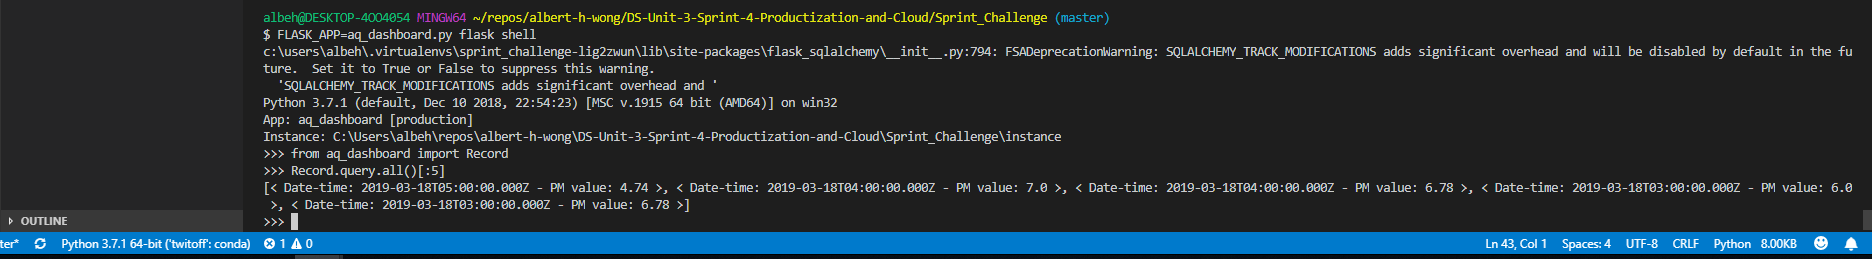 albeh@DESKTOP-4OO4054 MINGW64 ~/repos/albert-h-wong/DS-Unit-3-Sprint-4-Productization-and-Cloud/Sprint_Challenge (master)
$ FLASK_APP=aq_dashboard.py flask shell
c:\users\albeh\.virtualenvs\sprint_challenge-lig2zwun\lib\site-packages\flask_sqlalchemy\__init__.py:794: FSADeprecationWarning: SQLALCHEMY_TRACK_MODIFICATIONS adds significant overhead and will be disabled by default in the fu
ture.  Set it to True or False to suppress this warning.
  'SQLALCHEMY_TRACK_MODIFICATIONS adds significant overhead and '
Python 3.7.1 (default, Dec 10 2018, 22:54:23) [MSC v.1915 64 bit (AMD64)] on win32
App: aq_dashboard [production]
Instance: C:\Users\albeh\repos\albert-h-wong\DS-Unit-3-Sprint-4-Productization-and-Cloud\Sprint_Challenge\instance
>>> from aq_dashboard import Record
>>> Record.query.all()[:5]
[< Date-time: 2019-03-18T05:00:00.000Z - PM value: 4.74 >, < Date-time: 2019-03-18T04:00:00.000Z - PM value: 7.0 >, < Date-time: 2019-03-18T04:00:00.000Z - PM value: 6.78 >, < Date-time: 2019-03-18T03:00:00.000Z - PM value: 6.0
 >, < Date-time: 2019-03-18T03:00:00.000Z - PM value: 6.78 >]
>>>
OUTLINE
ter* Python 3.7.1 64-bit ('twitoff': conda) 1 0 Ln 43, Col 1 Spaces: 4 UTF-8 CRLF Python 8.00KB